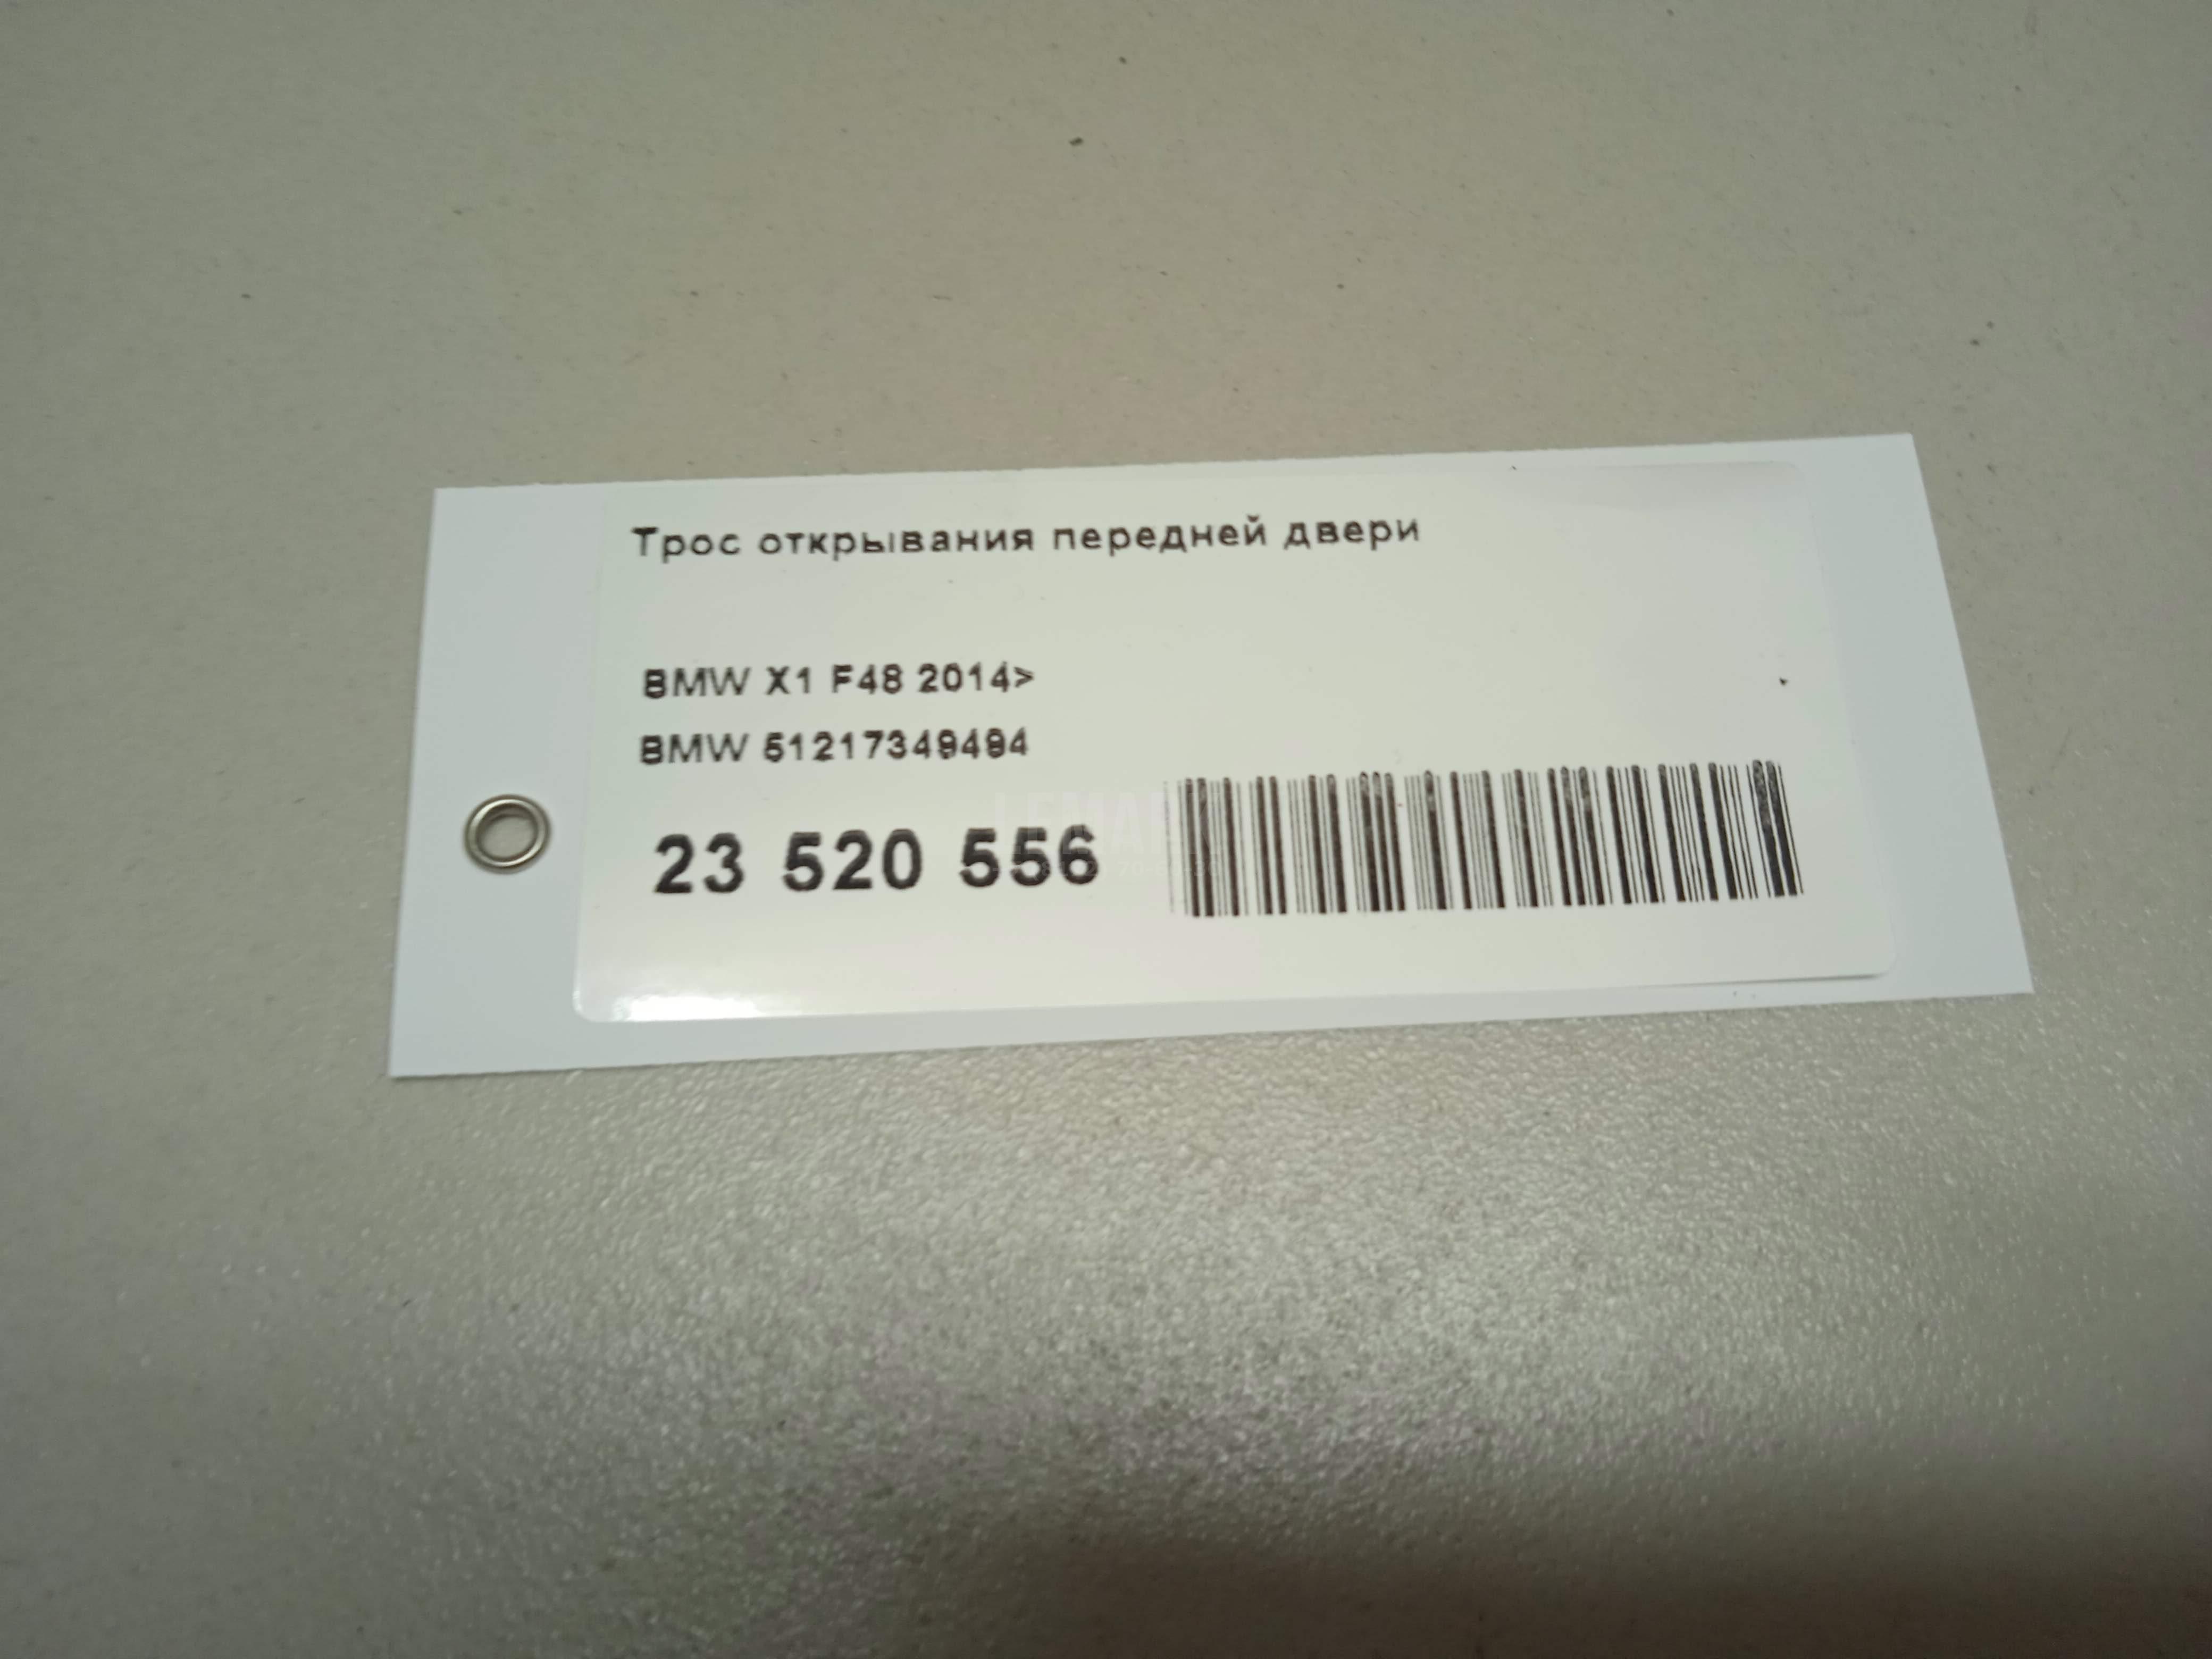 Трос открывания передней двери
BMW X1 F48 2014>
BMW 51217349494
23 520 556